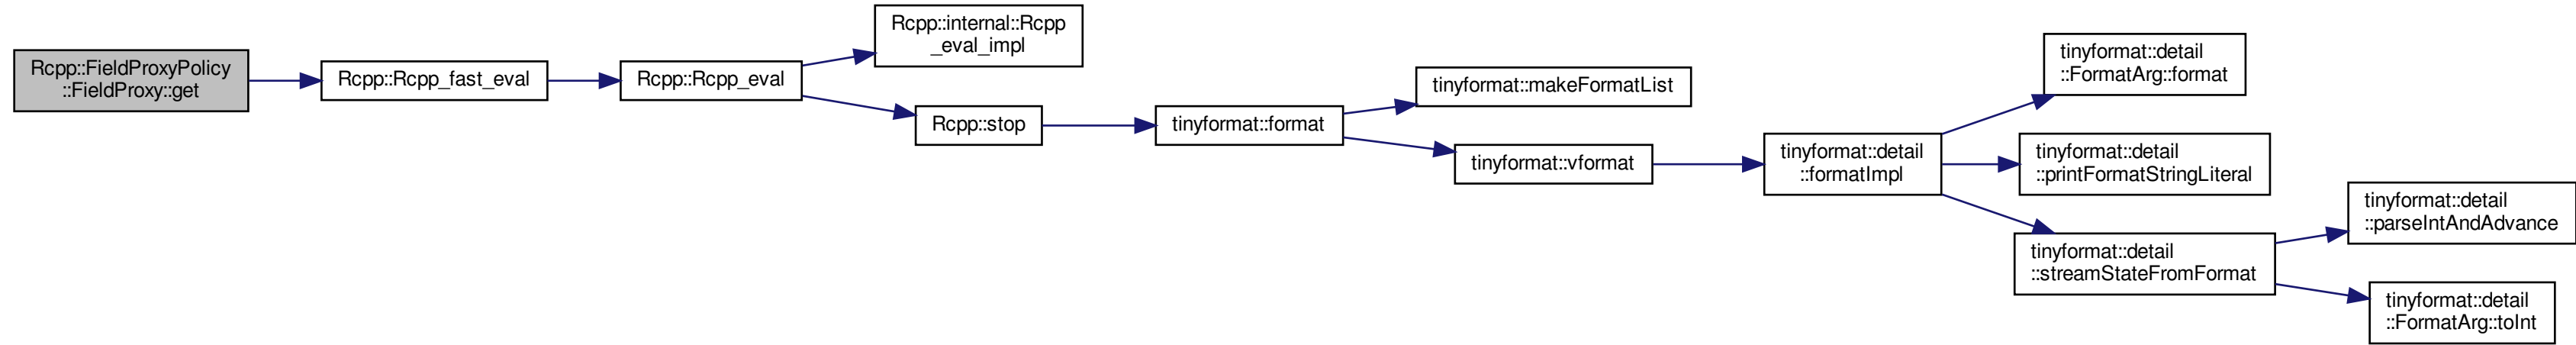 Rcpp::FieldProxyPolicy
::FieldProxy::get
Rcpp::Rcpp_fast_eval
Rcpp::Rcpp_eval
Rcpp::internal::Rcpp
_eval_impl
Rcpp::stop
tinyformat::format
tinyformat::makeFormatList
tinyformat::vformat
tinyformat::detail
::formatImpl
tinyformat::detail
::FormatArg::format
tinyformat::detail
::printFormatStringLiteral
tinyformat::detail
::streamStateFromFormat
tinyformat::detail
::parseIntAndAdvance
tinyformat::detail
::FormatArg::toInt